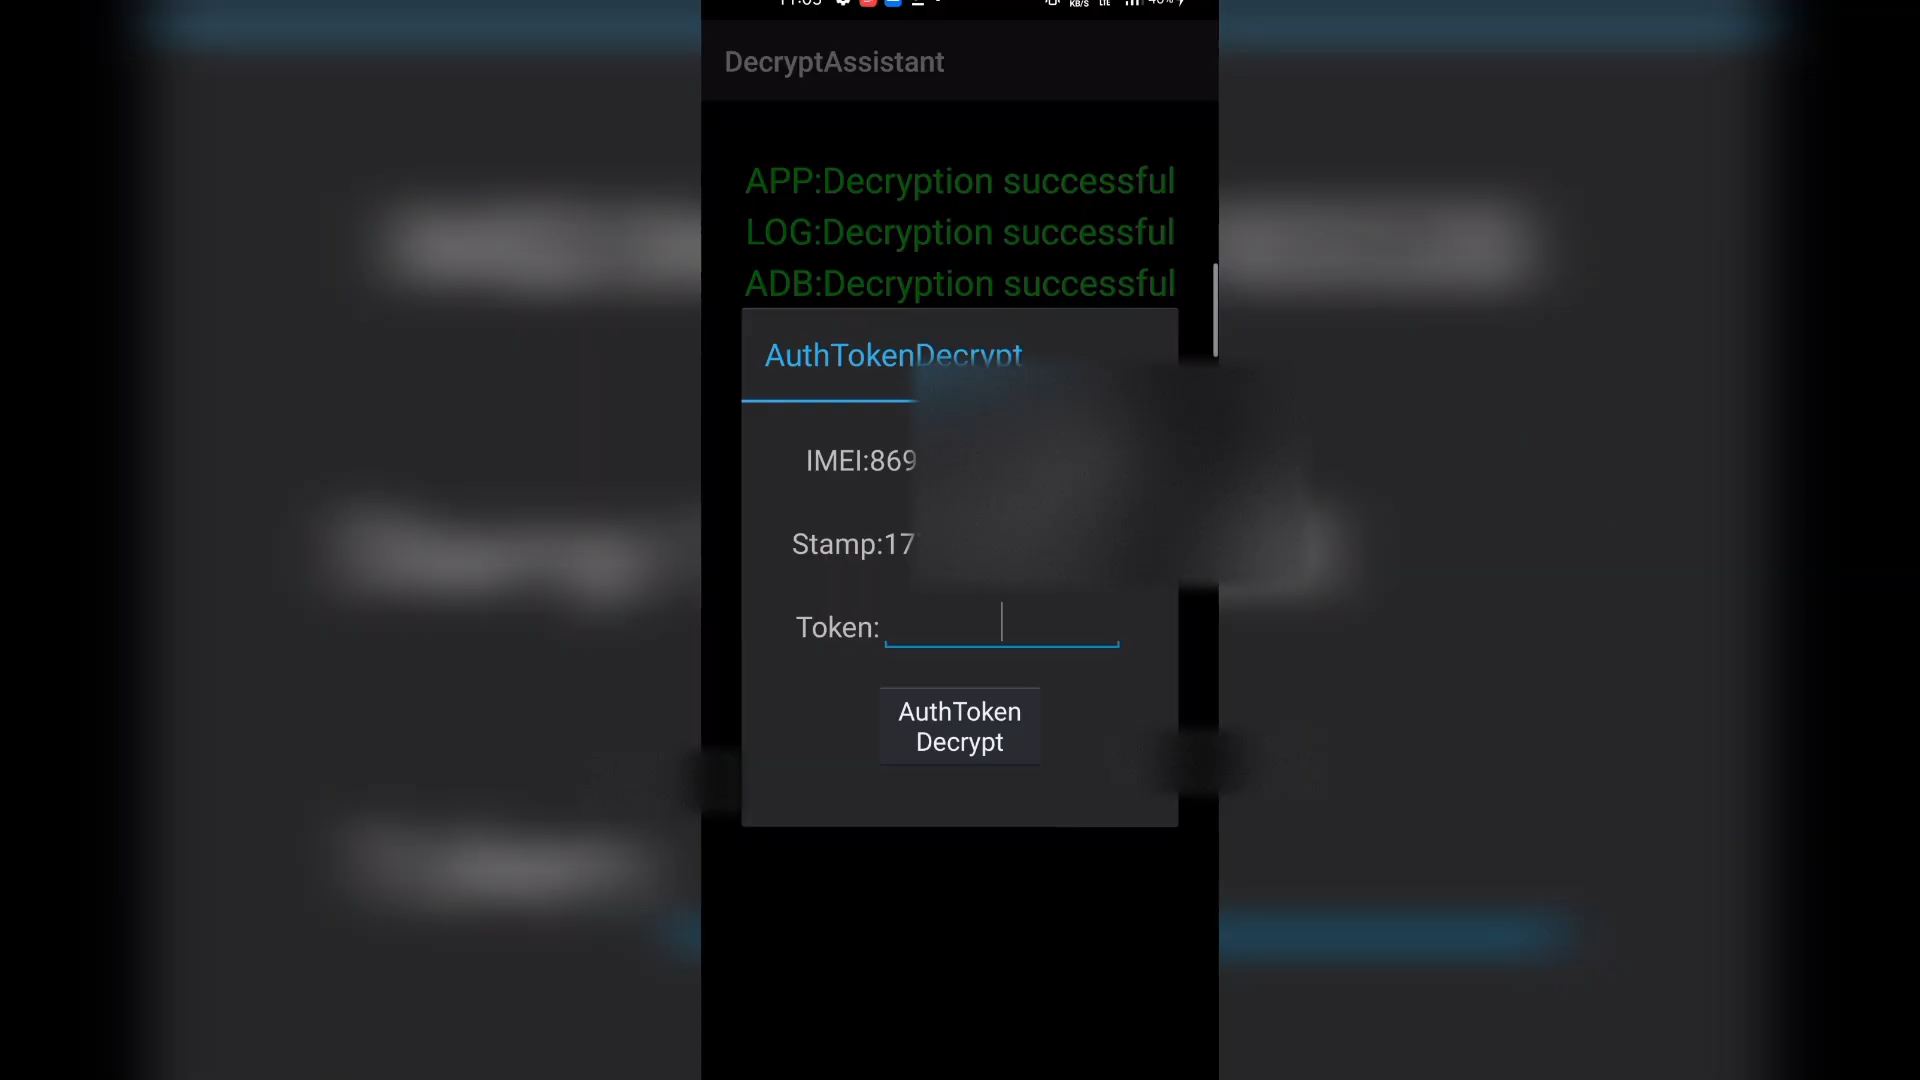 DecryptAssistant
APP:Decryption successful
LOG:Decryption successful
ADB:Decryption successful
AuthTokenDecrypt
IMEI:869
Stamp:17
Token:
AuthToken
Decrypt